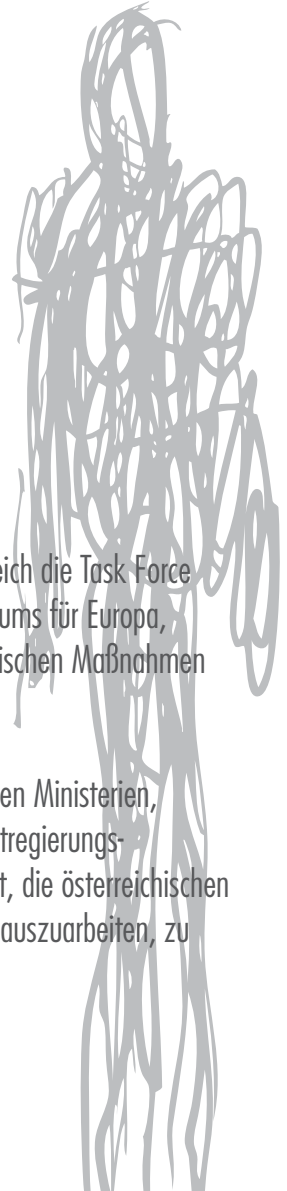 eich die Task Force
ums für Europa,
ischen Maßnahmen
en Ministerien,
tregierungs-
t, die österreichischen
auszuarbeiten, zu